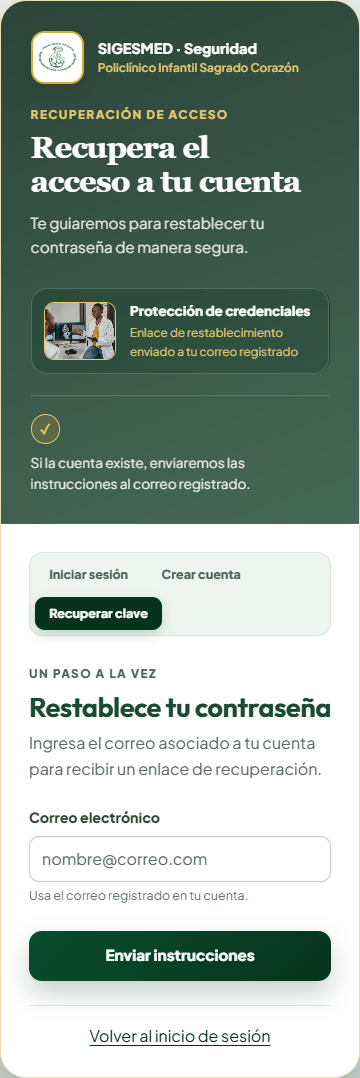 SIGESMED · Seguridad
Policlínico Infantil Sagrado Corazón
RECUPERACIÓN DE ACCESO
Recupera el
acceso a tu cuenta
Te guiaremos para restablecer tu
contraseña de manera segura.
Protección de credenciales
Enlace de restablecimiento
enviado a tu correo registrado
Si la cuenta existe, enviaremos las
instrucciones al correo registrado.
Iniciar sesión
Crear cuenta
Recuperar clave
UN PASO A LA VEZ
Restablece tu contraseña
Ingresa el correo asociado a tu cuenta
para recibir un enlace de recuperación.
Correo electrónico
nombre@correo.com
Usa el correo registrado en tu cuenta.
Enviar instrucciones
Volver al inicio de sesión